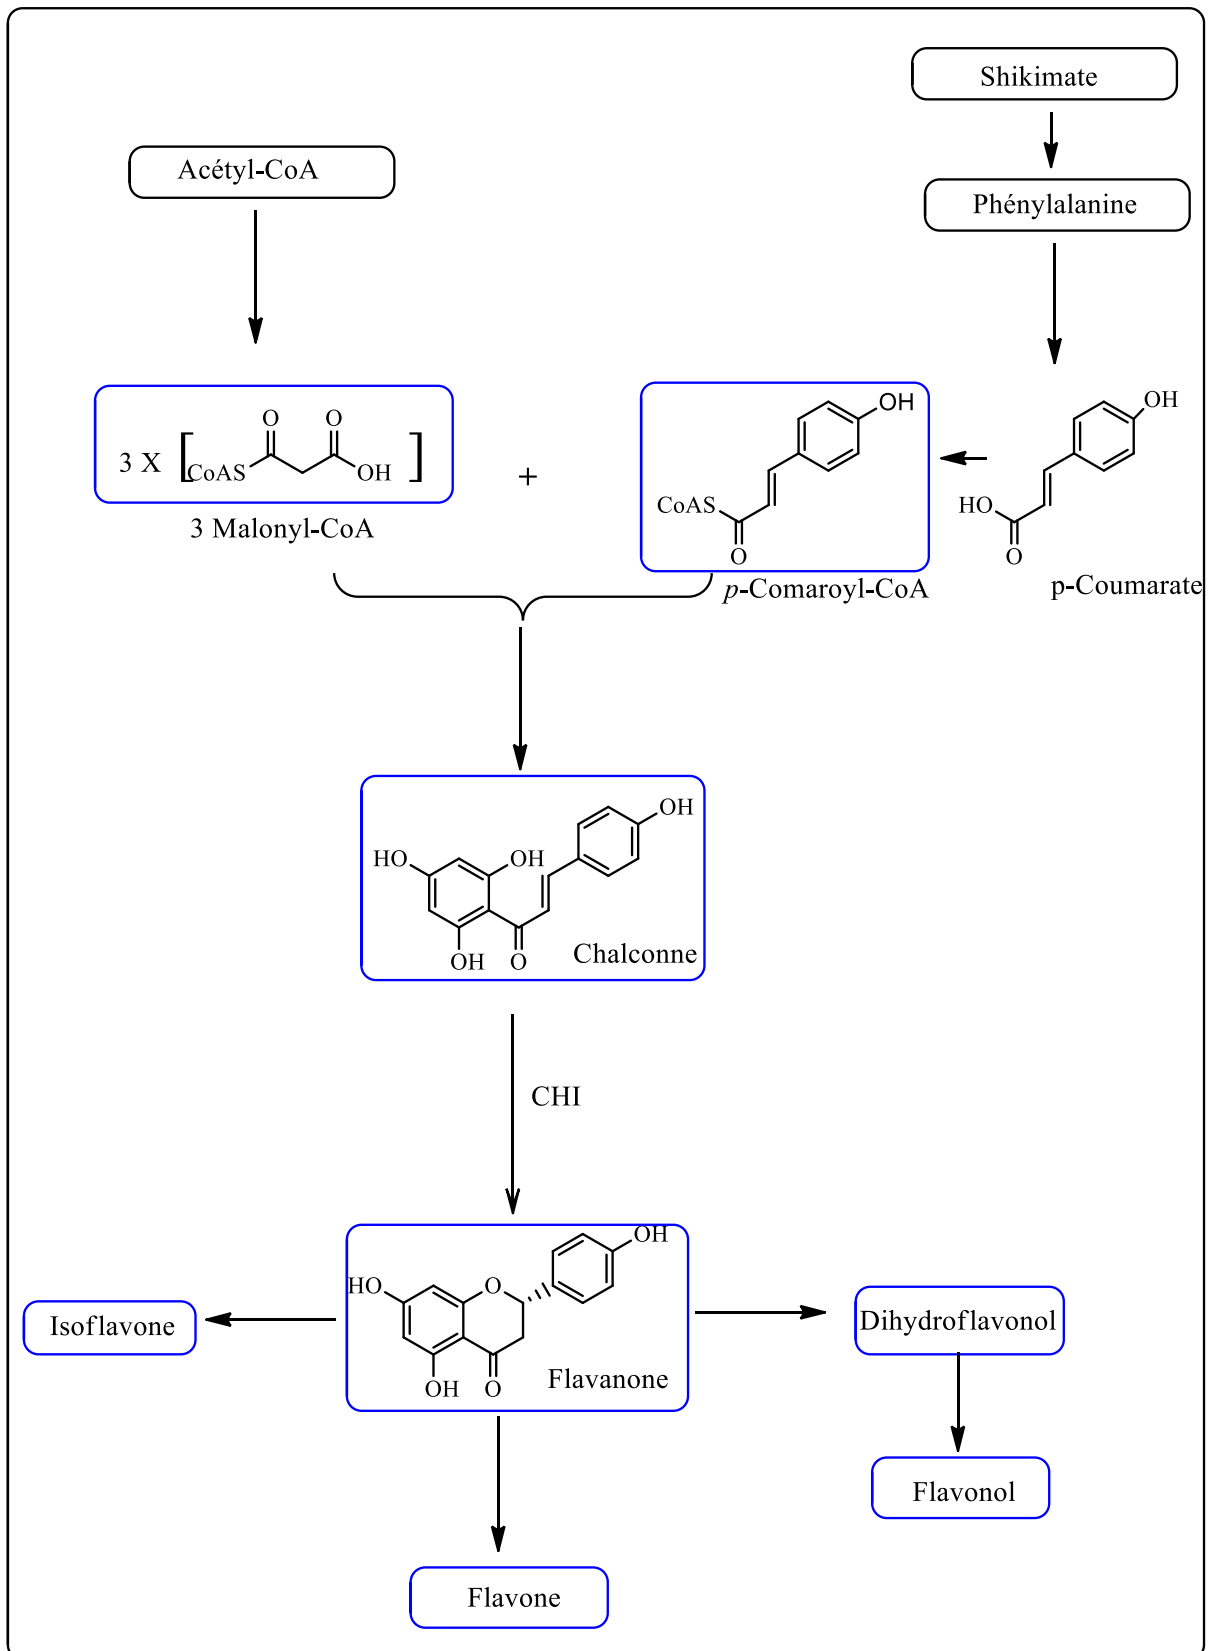 Shikimate
Acétyl-CoA
Phénylalanine
3 X [
O
O
CoAS
OH
]
3 Malonyl-CoA
+
OH
CoAS
O
p-Comaroyl-CoA
OH
HO
O
p-Coumarate
OH
HO
OH
OH
O
Chalconne
CHI
OH
HO
O
OH
O
Flavanone
Isoflavone
Dihydroflavonol
Flavonol
Flavone